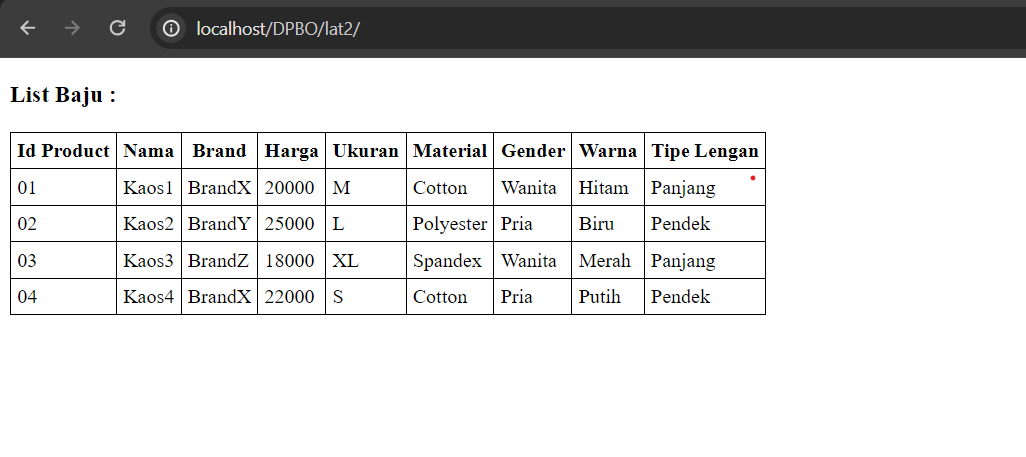 localhost/DPBO/lat2/
List Baju :
Id Product Nama Brand Harga Ukuran Material Gender Warna Tipe Lengan
01 Kaos1 BrandX 20000 M Cotton Wanita Hitam Panjang
02 Kaos2 BrandY 25000 L Polyester Pria Biru Pendek
03 Kaos3 BrandZ 18000 XL Spandex Wanita Merah Panjang
04 Kaos4 BrandX 22000 S Cotton Pria Putih Pendek